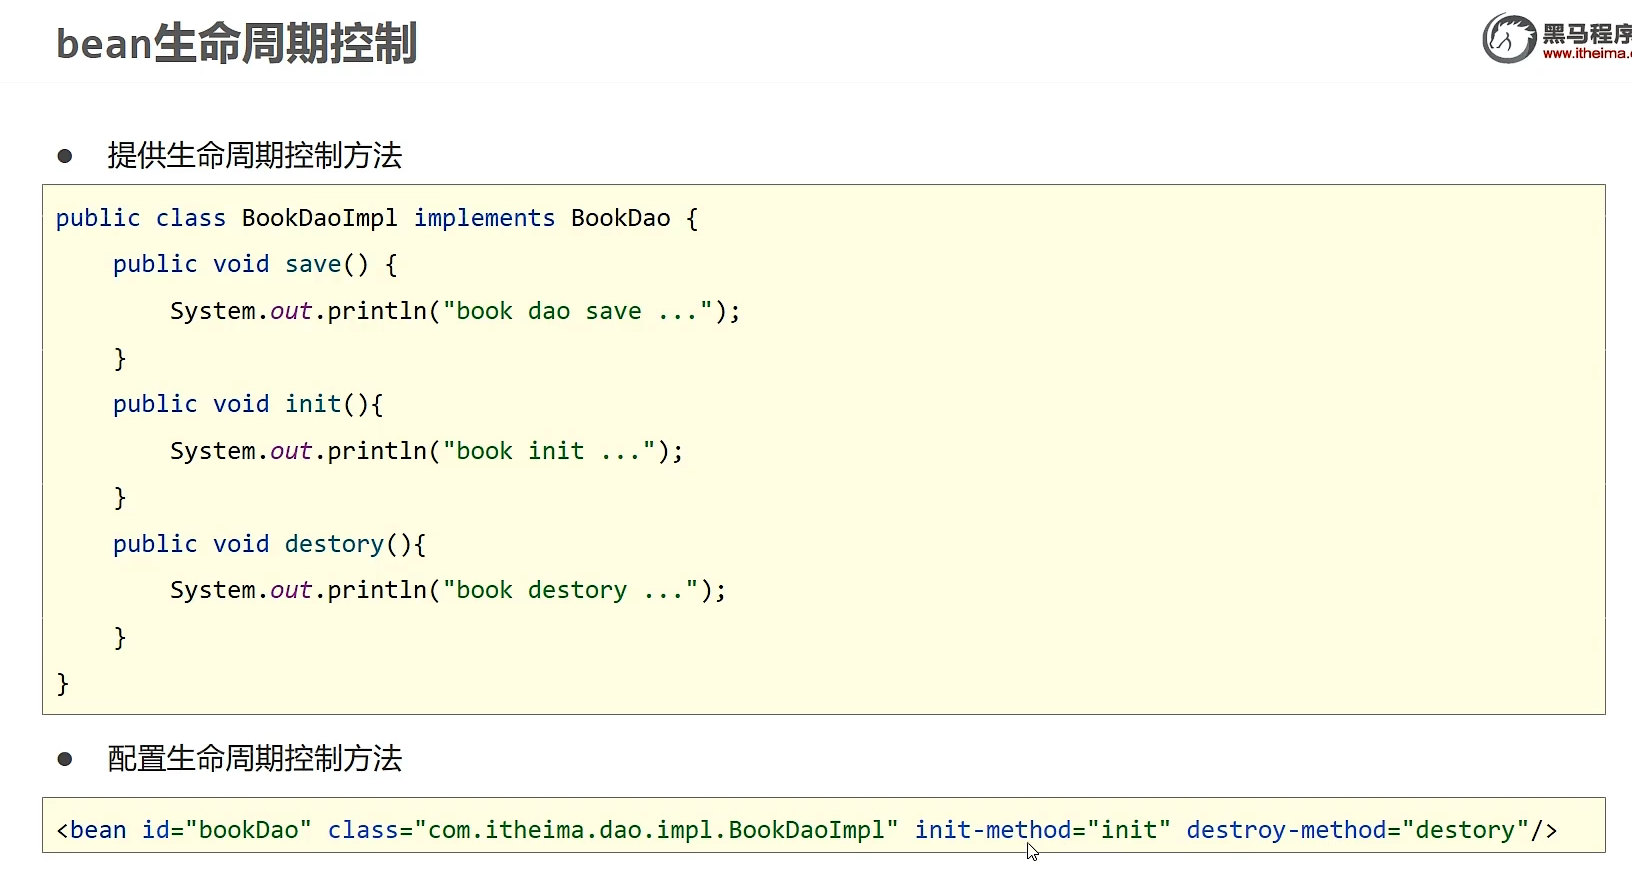 bean生命周期控制
黑马程序
www.itheima.
● 提供生命周期控制方法
public class BookDaoImpl implements BookDao {
    public void save() {
        System.out.println("book dao save ...");
    }
    public void init(){
        System.out.println("book init ...");
    }
    public void destory(){
        System.out.println("book destory ...");
    }
}
● 配置生命周期控制方法
<bean id="bookDao" class="com.itheima.dao.impl.BookDaoImpl" init-method="init" destroy-method="destory"/>